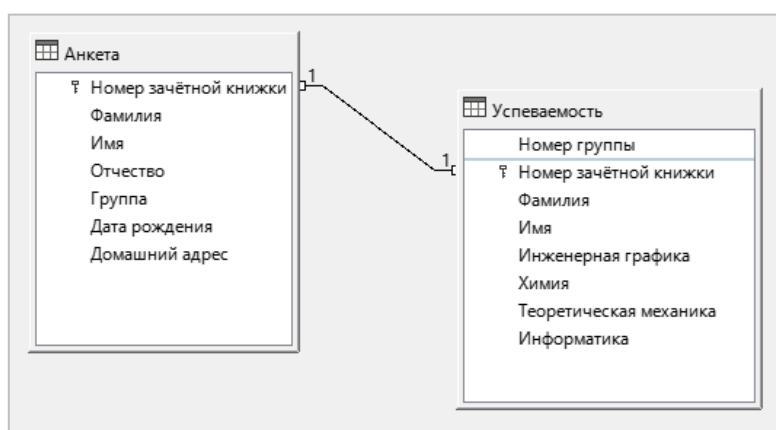 Анкета
Номер зачётной книжки
Фамилия
Имя
Отчество
Группа
Дата рождения
Домашний адрес
1
1
Успеваемость
Номер группы
Номер зачётной книжки
Фамилия
Имя
Инженерная графика
Химия
Теоретическая механика
Информатика